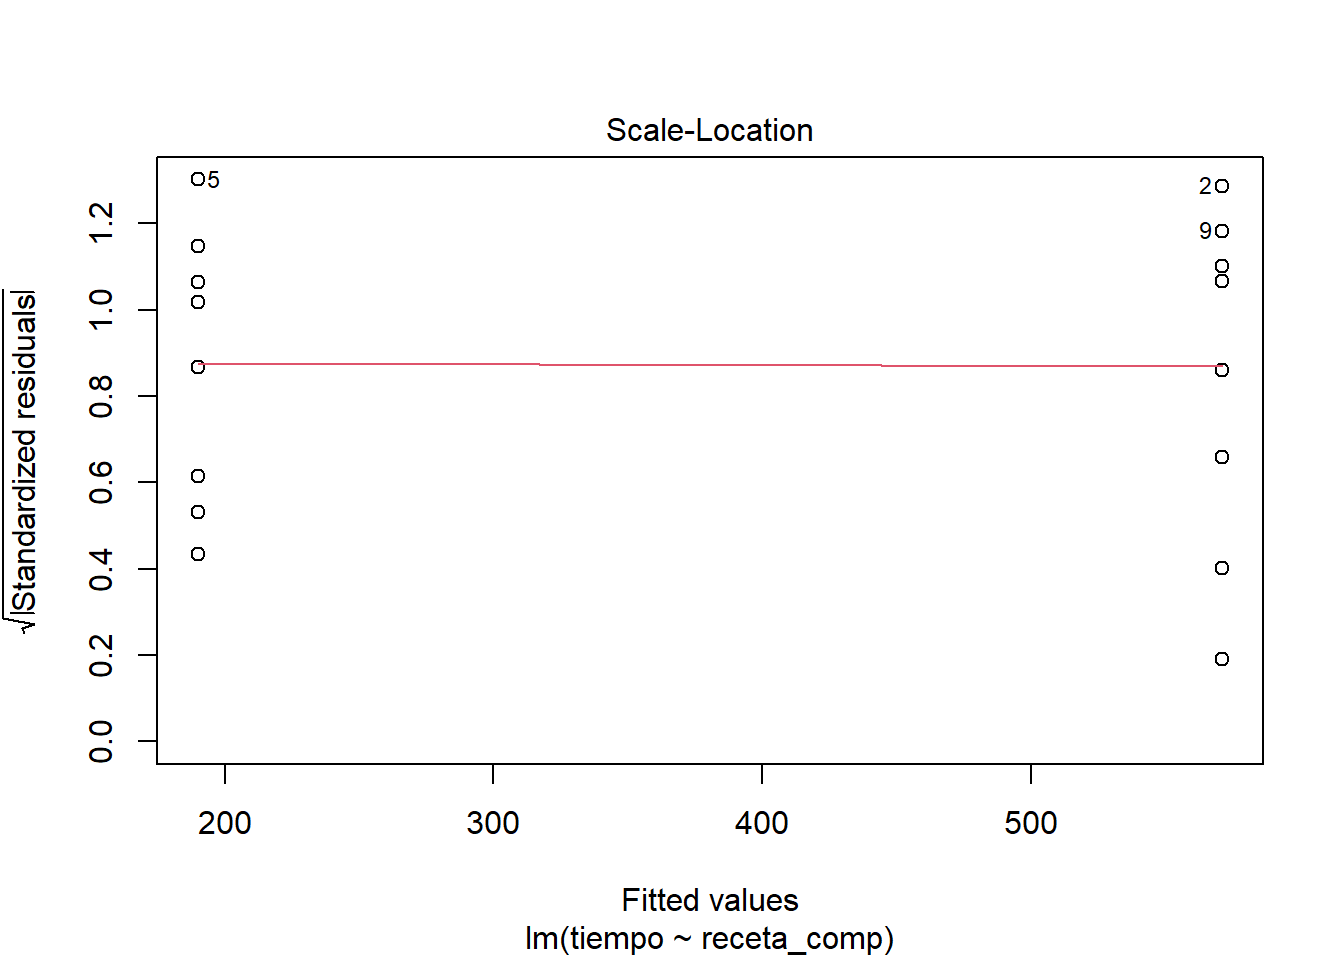 Scale-Location
√|Standardized residuals|
1.2
1.0
0.8
0.6
0.4
0.2
0.0
5
2
9
200 300 400 500
Fitted values
lm(tiempo ~ receta_comp)